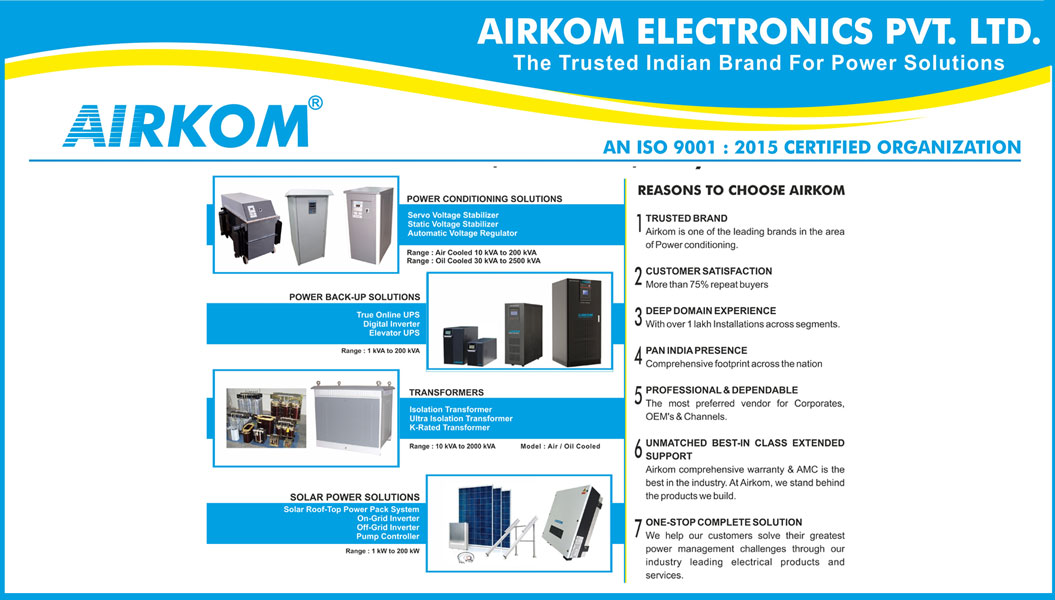 AIRKOM ELECTRONICS PVT. LTD.
The Trusted Indian Brand For Power Solutions
AIRKOM®
AN ISO 9001 : 2015 CERTIFIED ORGANIZATION
POWER CONDITIONING SOLUTIONS
Servo Voltage Stabilizer
Static Voltage Stabilizer
Automatic Voltage Regulator
Range : Air Cooled 10 kVA to 200 kVA
Range : Oil Cooled 30 kVA to 2500 kVA
POWER BACK-UP SOLUTIONS
True Online UPS
Digital Inverter
Elevator UPS
Range : 1 kVA to 200 kVA
TRANSFORMERS
Isolation Transformer
Ultra Isolation Transformer
K-Rated Transformer
Range : 10 kVA to 2000 kVA Model : Air / Oil Cooled
SOLAR POWER SOLUTIONS
Solar Roof-Top Power Pack System
On-Grid Inverter
Off-Grid Inverter
Pump Controller
Range : 1 kW to 200 kW
AIRKOM
REASONS TO CHOOSE AIRKOM
1 TRUSTED BRAND
Airkom is one of the leading brands in the area
of Power conditioning.
2 CUSTOMER SATISFACTION
More than 75% repeat buyers
3 DEEP DOMAIN EXPERIENCE
With over 1 lakh Installations across segments.
4 PAN INDIA PRESENCE
Comprehensive footprint across the nation
5 PROFESSIONAL & DEPENDABLE
The most preferred vendor for Corporates,
OEM's & Channels.
6 UNMATCHED BEST-IN CLASS EXTENDED
SUPPORT
Airkom comprehensive warranty & AMC is the
best in the industry. At Airkom, we stand behind
the products we build.
7 ONE-STOP COMPLETE SOLUTION
We help our customers solve their greatest
power management challenges through our
industry leading electrical products and
services.